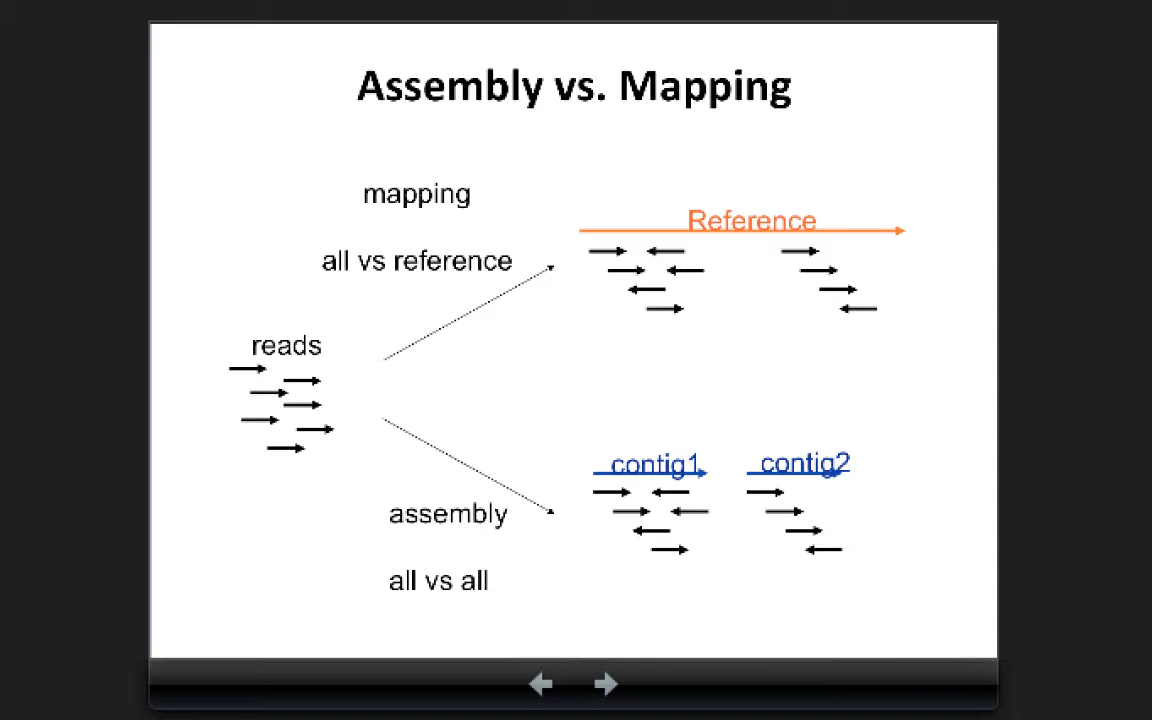 Assembly vs. Mapping
mapping
Reference
all vs reference
reads
contig1
contig2
assembly
all vs all